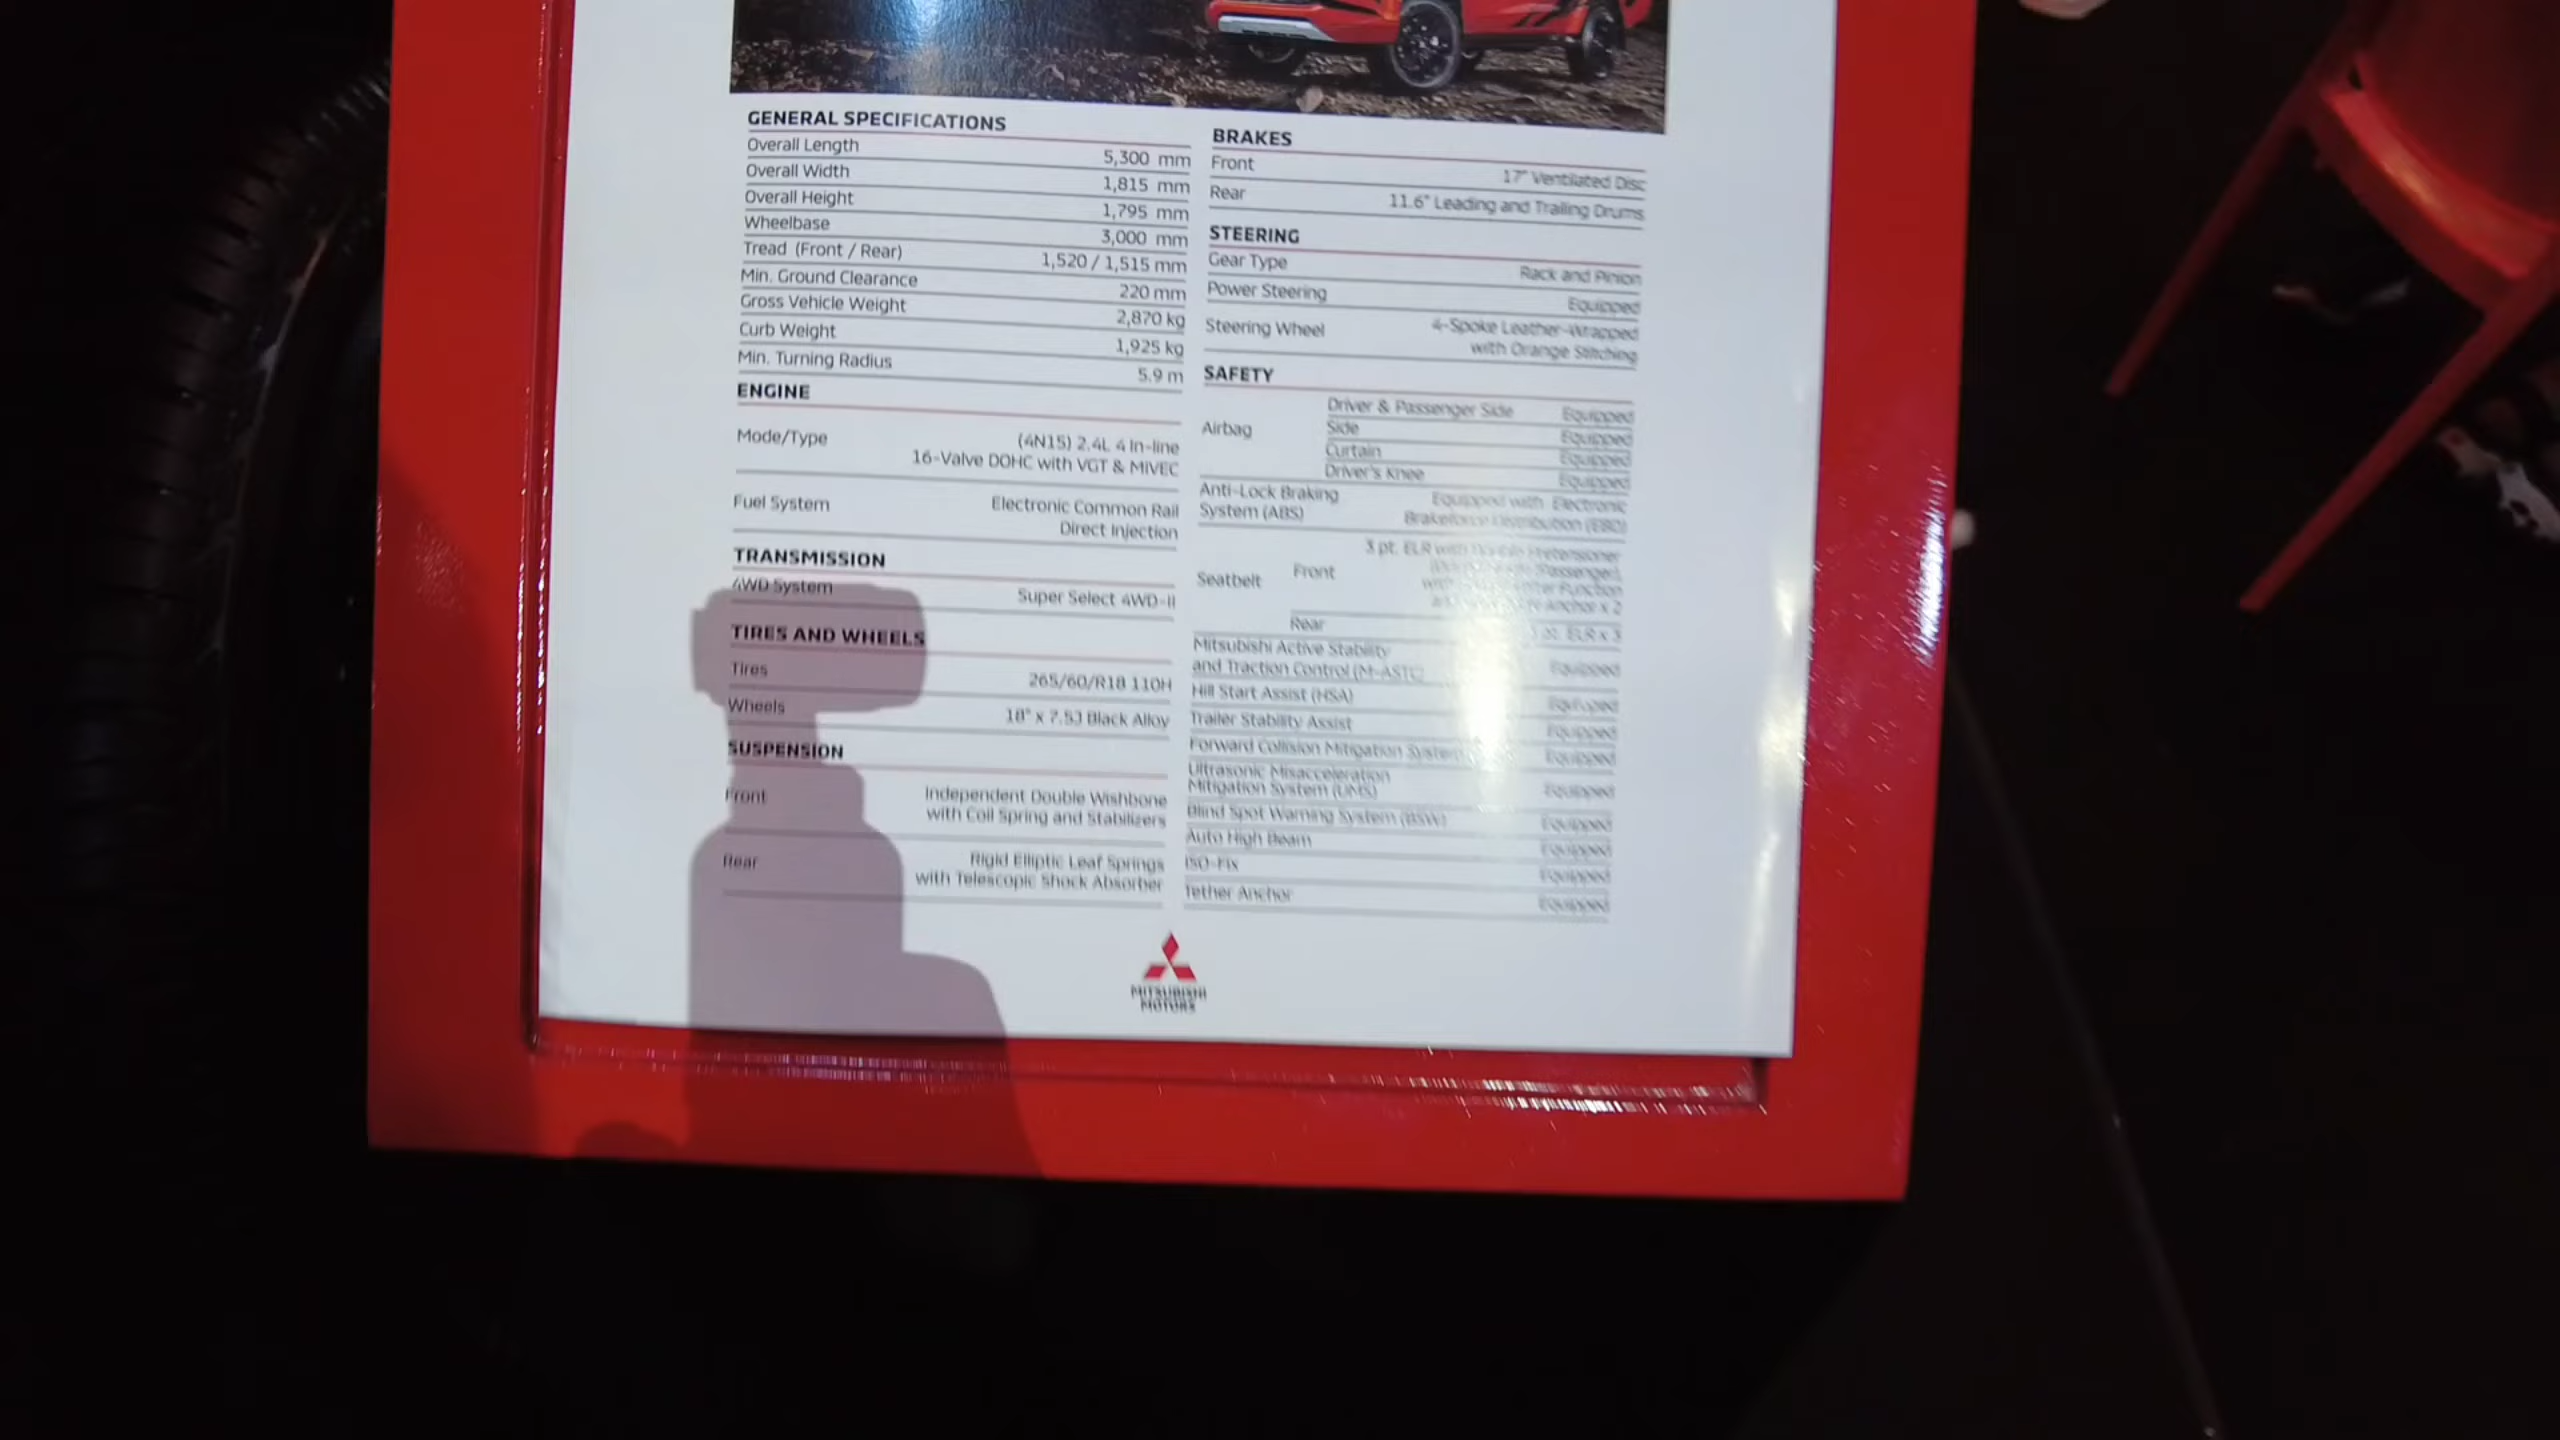 GENERAL SPECIFICATIONS
Overall Length 5,300 mm
Overall Width 1,815 mm
Overall Height 1,795 mm
Wheelbase 3,000 mm
Tread (Front / Rear) 1,520 / 1,515 mm
Min. Ground Clearance 220 mm
Gross Vehicle Weight 2,870 kg
Curb Weight 1,925 kg
Min. Turning Radius 5.9 m
ENGINE
Mode/Type (4N15) 2.4L 4 In-line
16-Valve DOHC with VGT & MIVEC
Fuel System Electronic Common Rail
Direct Injection
TRANSMISSION
4WD System Super Select 4WD-II
TIRES AND WHEELS
Tires 265/60/R18 110H
Wheels 18" x 7.5J Black Alloy
SUSPENSION
Front Independent Double Wishbone
with Coil Spring and Stabilizers
Rear Rigid Elliptic Leaf Springs
with Telescopic Shock Absorber
BRAKES
Front 17" Ventilated Disc
Rear 11.6" Leading and Trailing Drums
STEERING
Gear Type Rack and Pinion
Power Steering Equipped
Steering Wheel 4-Spoke Leather-Wrapped
with Orange Stitching
SAFETY
Airbag Driver & Passenger Side Equipped
Side Equipped
Curtain Equipped
Driver's Knee Equipped
Anti-Lock Braking
System (ABS) Equipped with Electronic
Brakeforce Distribution (EBD)
Seatbelt Front 3 pt. ELR with Pretensioner
Passenger
Function
Anchor x 2
Rear ELR x 3
Mitsubishi Active Stability
and Traction Control (M-ASTC) Equipped
Hill Start Assist (HSA) Equipped
Trailer Stability Assist Equipped
Forward Collision Mitigation System Equipped
Ultrasonic Misacceleration
Mitigation System (UMS) Equipped
Blind Spot Warning System (BSW) Equipped
Auto High Beam Equipped
ISO-Fix Equipped
Tether Anchor Equipped
MITSUBISHI
MOTORS